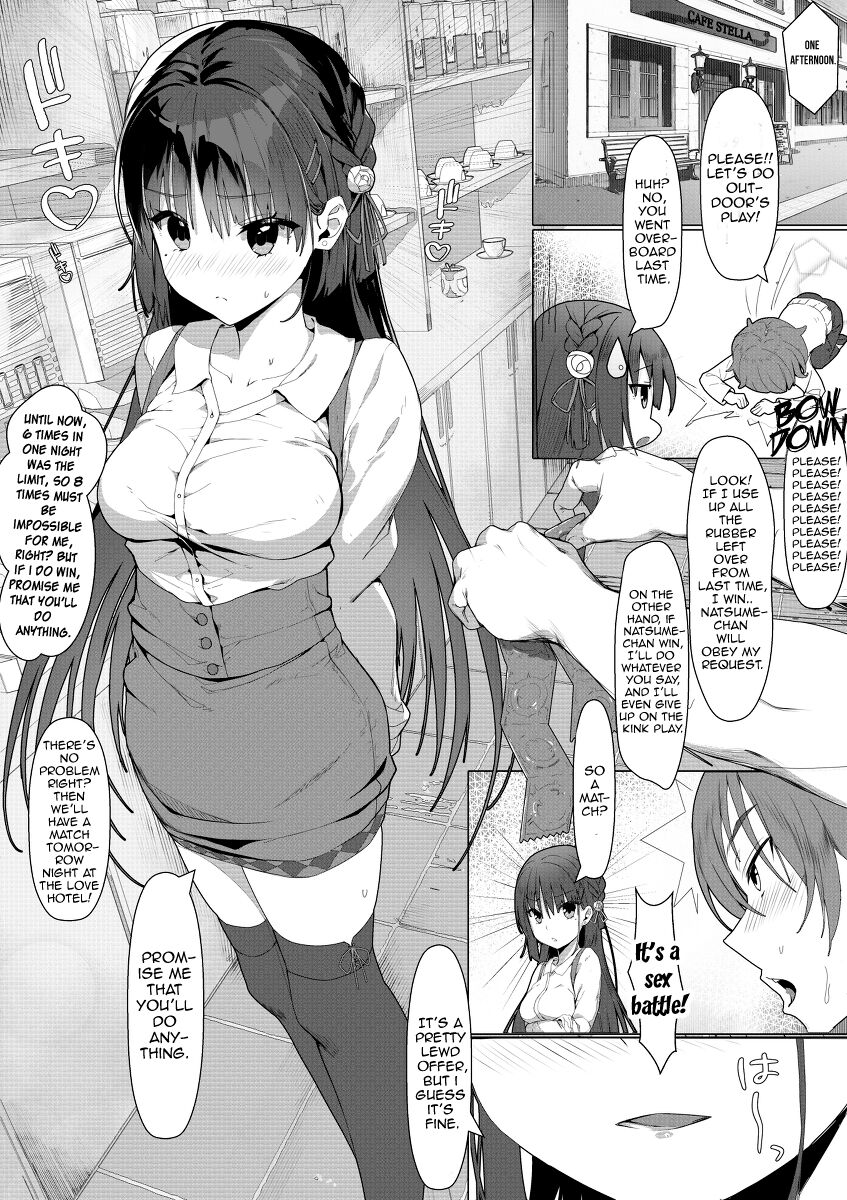 CAFE STELLA
ONE
AFTERNOON.
PLEASE!!
LET'S DO
OUT-
DOOR'S
PLAY!
HUH?
NO,
YOU
WENT
OVER-
BOARD
LAST
TIME.
BOW
DOWN
PLEASE!
PLEASE!
PLEASE!
PLEASE!
PLEASE!
PLEASE!
PLEASE!
PLEASE!
PLEASE!
PLEASE!
LOOK!
IF I USE
UP ALL
THE
RUBBER
LEFT
OVER
FROM
LAST TIME,
I WIN..
NATSUME-
CHAN
WILL
OBEY MY
REQUEST.
ON THE
OTHER
HAND, IF
NATSUME-
CHAN WIN,
I'LL DO
WHATEVER
YOU SAY,
AND I'LL
EVEN GIVE
UP ON THE
KINK PLAY.
SO
A
MAT-
CH?
It's a
sex
battle!
は〜っ
IT'S A
PRETTY
LEWD
OFFER,
BUT I
GUESS
IT'S
FINE.
ドキ♡
ドキ♡
UNTIL NOW,
6 TIMES IN
ONE NIGHT
WAS THE
LIMIT, SO 8
TIMES MUST
BE
IMPOSSIBLE
FOR ME,
RIGHT? BUT
IF I DO WIN,
PROMISE ME
THAT YOU'LL
DO
ANYTHING.
THERE'S
NO
PROBLEM
RIGHT?
THEN
WE'LL
HAVE A
MATCH
TOMOR-
ROW
NIGHT AT
THE LOVE
HOTEL!
PROM-
ISE ME
THAT
YOU'LL
DO
ANY-
THING.